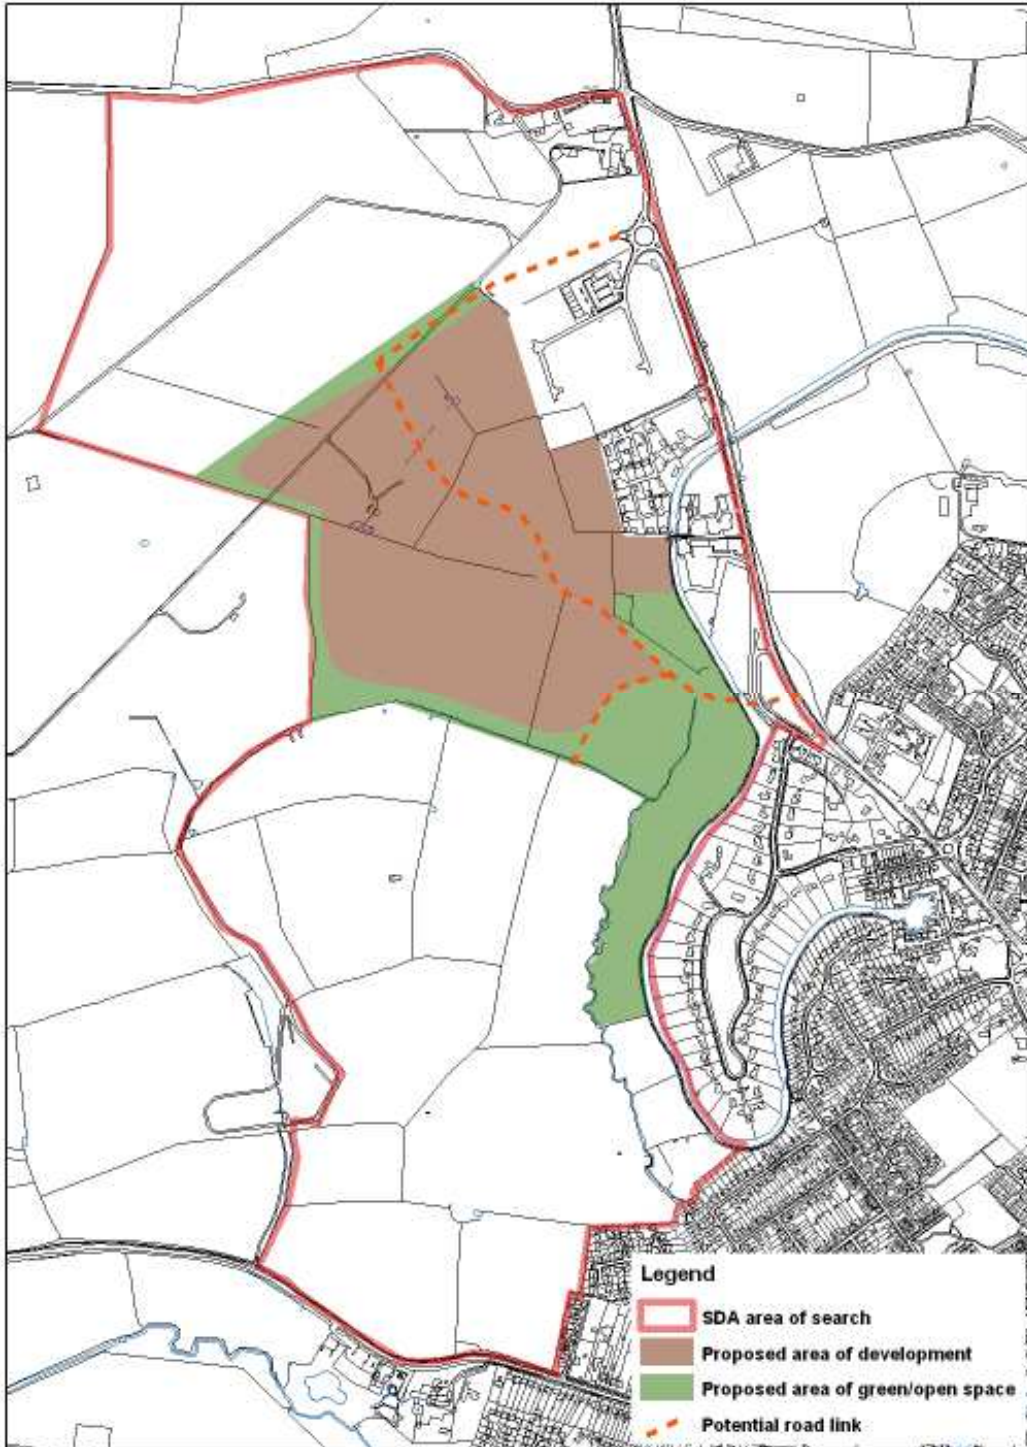 Legend
SDA area of search
Proposed area of development
Proposed area of green/open space
Potential road link